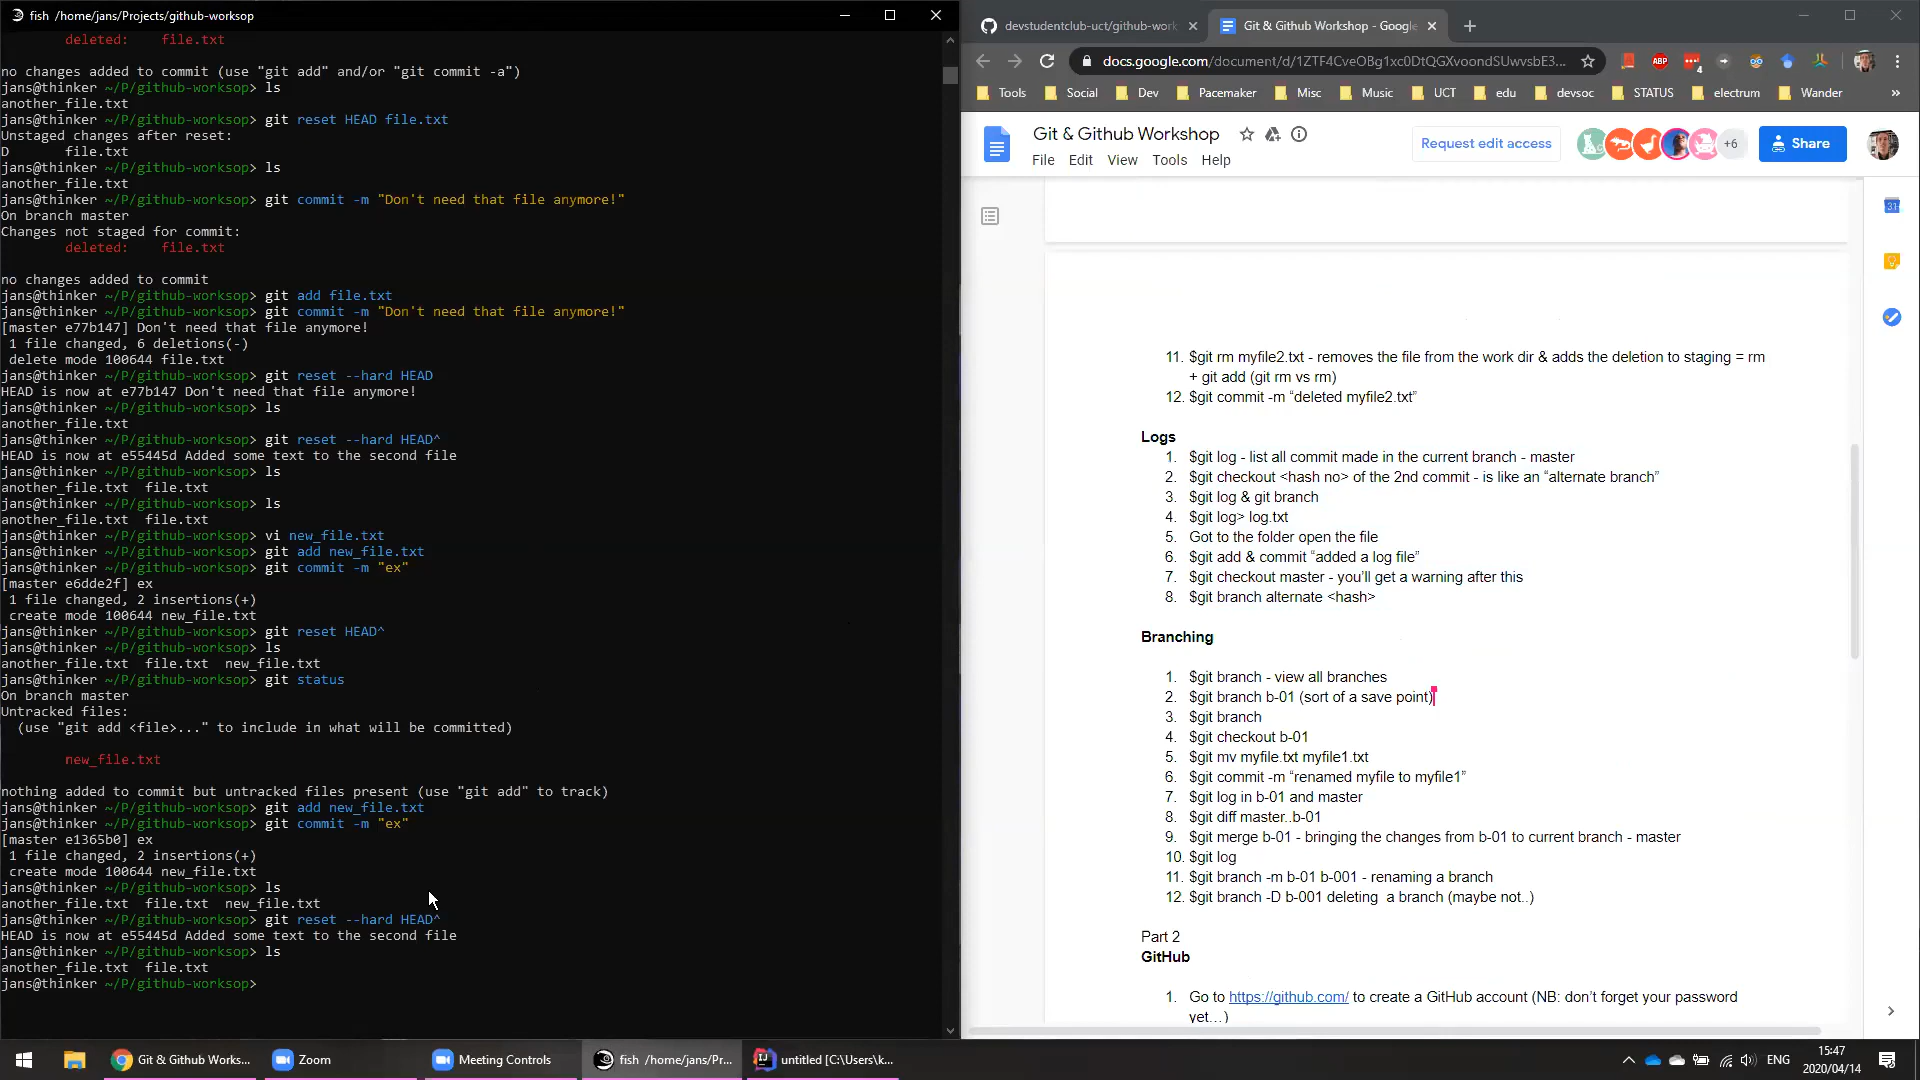 fish /home/jans/Projects/github-worksop
deleted: file.txt
no changes added to commit (use "git add" and/or "git commit -a")
jans@thinker ~/P/github-worksop> ls
another_file.txt
jans@thinker ~/P/github-worksop> git reset HEAD file.txt
Unstaged changes after reset:
D file.txt
jans@thinker ~/P/github-worksop> ls
another_file.txt
jans@thinker ~/P/github-worksop> git commit -m "Don't need that file anymore!"
On branch master
Changes not staged for commit:
deleted: file.txt
no changes added to commit
jans@thinker ~/P/github-worksop> git add file.txt
jans@thinker ~/P/github-worksop> git commit -m "Don't need that file anymore!"
[master e77b147] Don't need that file anymore!
1 file changed, 6 deletions(-)
delete mode 100644 file.txt
jans@thinker ~/P/github-worksop> git reset --hard HEAD
HEAD is now at e77b147 Don't need that file anymore!
jans@thinker ~/P/github-worksop> ls
another_file.txt
jans@thinker ~/P/github-worksop> git reset --hard HEAD^
HEAD is now at e55445d Added some text to the second file
jans@thinker ~/P/github-worksop> ls
another_file.txt file.txt
jans@thinker ~/P/github-worksop> ls
another_file.txt file.txt
jans@thinker ~/P/github-worksop> vi new_file.txt
jans@thinker ~/P/github-worksop> git add new_file.txt
jans@thinker ~/P/github-worksop> git commit -m "ex"
[master e6dde2f] ex
1 file changed, 2 insertions(+)
create mode 100644 new_file.txt
jans@thinker ~/P/github-worksop> git reset HEAD^
jans@thinker ~/P/github-worksop> ls
another_file.txt file.txt new_file.txt
jans@thinker ~/P/github-worksop> git status
On branch master
Untracked files:
(use "git add <file>..." to include in what will be committed)
new_file.txt
nothing added to commit but untracked files present (use "git add" to track)
jans@thinker ~/P/github-worksop> git add new_file.txt
jans@thinker ~/P/github-worksop> git commit -m "ex"
[master e1365b0] ex
1 file changed, 2 insertions(+)
create mode 100644 new_file.txt
jans@thinker ~/P/github-worksop> ls
another_file.txt file.txt new_file.txt
jans@thinker ~/P/github-worksop> git reset --hard HEAD^
HEAD is now at e55445d Added some text to the second file
jans@thinker ~/P/github-worksop> ls
another_file.txt file.txt
jans@thinker ~/P/github-worksop>
devstudentclub-uct/github-work
Git & Github Workshop - Google
docs.google.com/document/d/1ZTF4CveOBg1xc0DtQGXvoondSUwvsbE3...
ABP
4
Tools Social Dev Pacemaker Misc Music UCT edu devsoc STATUS electrum Wander »
Git & Github Workshop
File Edit View Tools Help
Request edit access
+6
Share
31
11. $git rm myfile2.txt - removes the file from the work dir & adds the deletion to staging = rm
+ git add (git rm vs rm)
12. $git commit -m “deleted myfile2.txt”
Logs
1. $git log - list all commit made in the current branch - master
2. $git checkout <hash no> of the 2nd commit - is like an “alternate branch”
3. $git log & git branch
4. $git log> log.txt
5. Got to the folder open the file
6. $git add & commit “added a log file”
7. $git checkout master - you’ll get a warning after this
8. $git branch alternate <hash>
Branching
1. $git branch - view all branches
2. $git branch b-01 (sort of a save point)
3. $git branch
4. $git checkout b-01
5. $git mv myfile.txt myfile1.txt
6. $git commit -m “renamed myfile to myfile1”
7. $git log in b-01 and master
8. $git diff master..b-01
9. $git merge b-01 - bringing the changes from b-01 to current branch - master
10. $git log
11. $git branch -m b-01 b-001 - renaming a branch
12. $git branch -D b-001 deleting a branch (maybe not..)
Part 2
GitHub
1. Go to https://github.com/ to create a GitHub account (NB: don’t forget your password
yet…)
Git & Github Works...
Zoom
Meeting Controls
fish /home/jans/Pr...
untitled [C:\Users\k...
ENG
15:47
2020/04/14